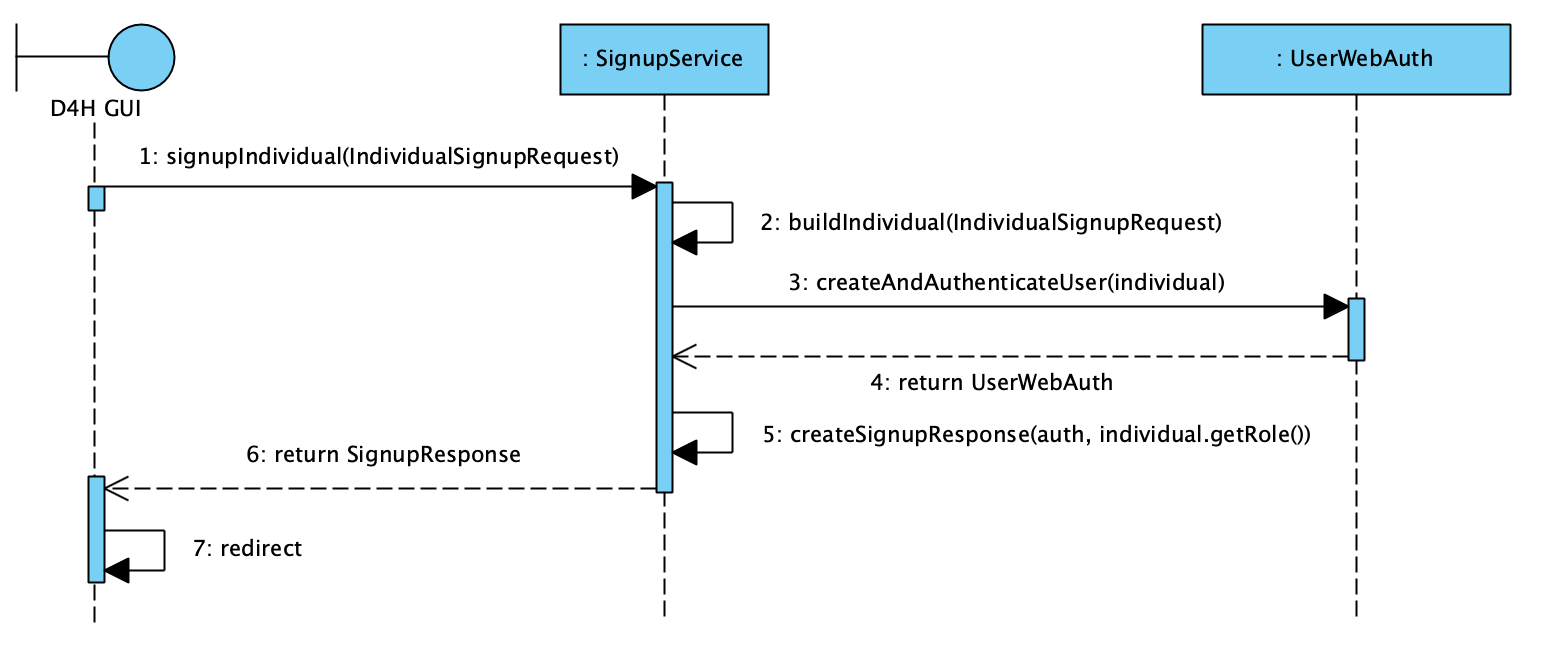 : SignupService
: UserWebAuth
D4H GUI
1: signupIndividual(IndividualSignupRequest)
2: buildIndividual(IndividualSignupRequest)
3: createAndAuthenticateUser(individual)
4: return UserWebAuth
5: createSignupResponse(auth, individual.getRole())
6: return SignupResponse
7: redirect